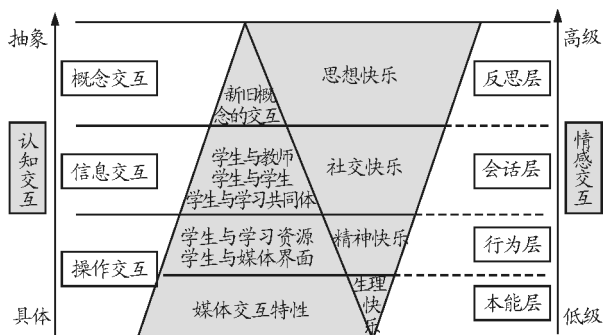 抽象
高级
概念交互
新旧概
念的交互
思想快乐
反思层
认知交互
信息交互
学生与教师
学生与学生
学生与学习共同体
社交快乐
会话层
情感交互
操作交互
学生与学习资源
学生与媒体界面
精神快乐
行为层
具体
媒体交互特性
生理
快
乐
本能层
低级